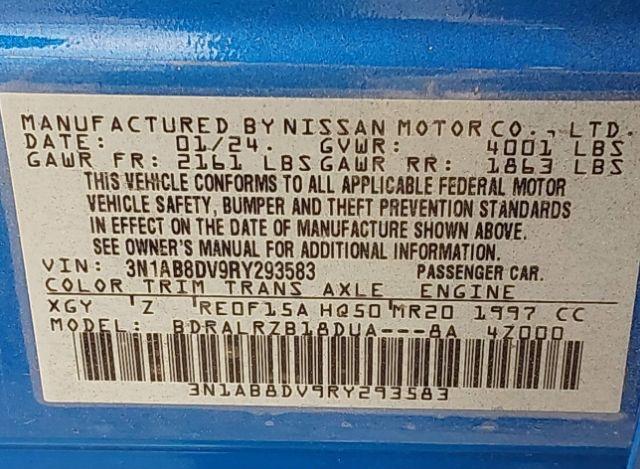 MANUFACTURED BY NISSAN MOTOR CO., LTD.
DATE: 01/24. GVWR: 4001 LBS
GAWR FR: 2161 LBS GAWR RR: 1863 LBS
THIS VEHICLE CONFORMS TO ALL APPLICABLE FEDERAL MOTOR
VEHICLE SAFETY, BUMPER AND THEFT PREVENTION STANDARDS
IN EFFECT ON THE DATE OF MANUFACTURE SHOWN ABOVE.
SEE OWNER'S MANUAL FOR ADDITIONAL INFORMATION.
VIN: 3N1AB8DV9RY293583 PASSENGER CAR.
COLOR TRIM TRANS AXLE ENGINE
XGY Z RE0F15A HQ50 MR20 1997 CC
MODEL: BDRALRZB18DUA---8A 4Z000
3N1AB8DV9RY293583